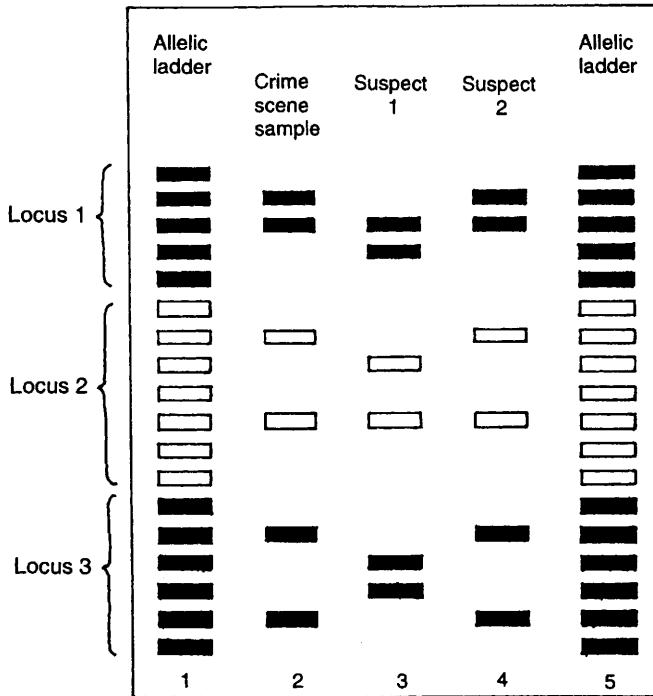 Allelic
ladder
Crime
scene
sample
Suspect
1
Suspect
2
Allelic
ladder
Locus 1
Locus 2
Locus 3
1 2 3 4 5